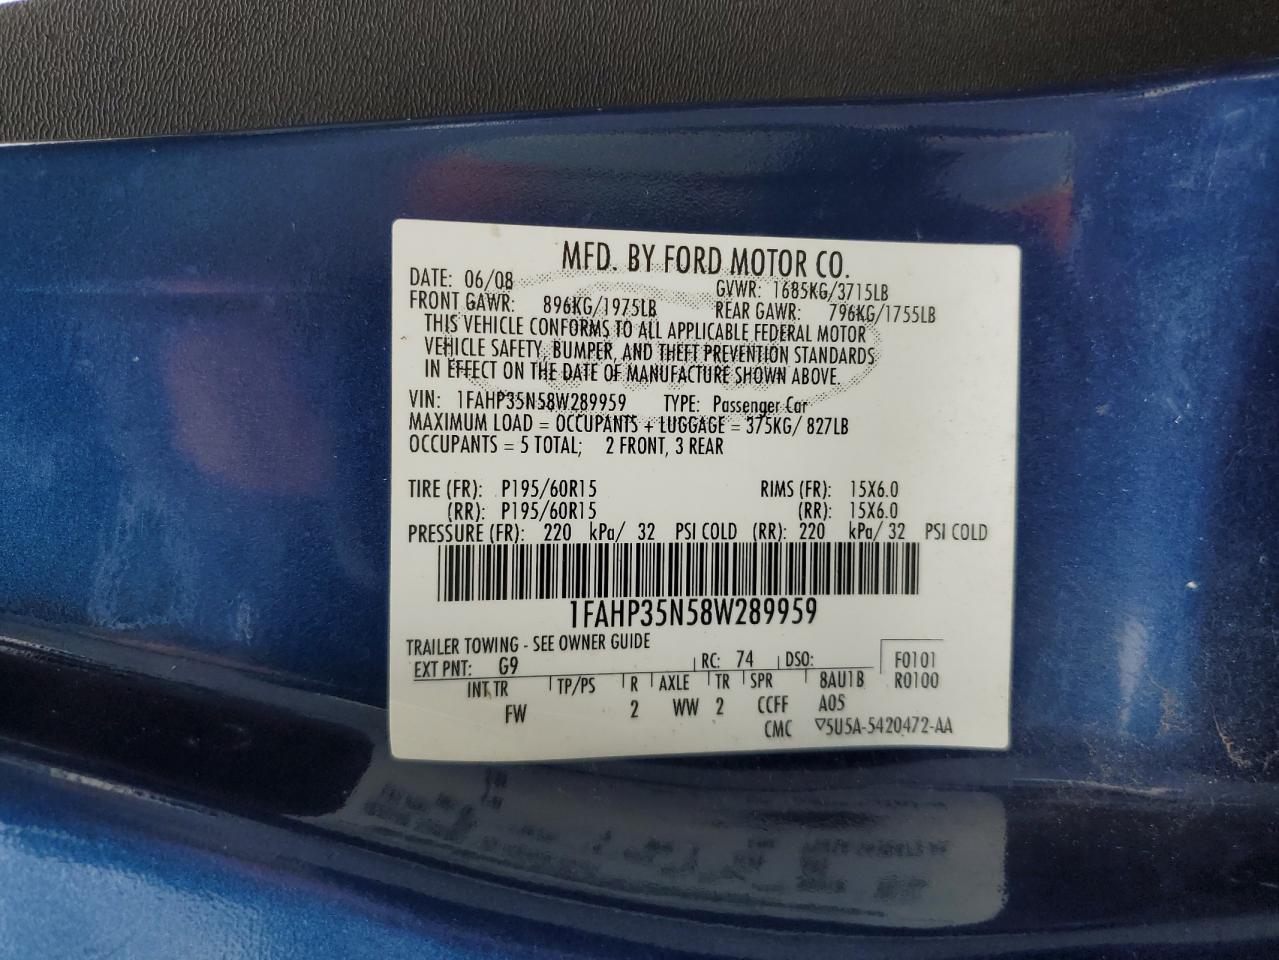 MFD. BY FORD MOTOR CO.
DATE: 06/08 GVWR: 1685KG/3715LB
FRONT GAWR: 896KG/1975LB REAR GAWR: 796KG/1755LB
THIS VEHICLE CONFORMS TO ALL APPLICABLE FEDERAL MOTOR
VEHICLE SAFETY, BUMPER, AND THEFT PREVENTION STANDARDS
IN EFFECT ON THE DATE OF MANUFACTURE SHOWN ABOVE.
VIN: 1FAHP35N58W289959 TYPE: Passenger Car
MAXIMUM LOAD = OCCUPANTS + LUGGAGE = 375KG/ 827LB
OCCUPANTS = 5 TOTAL; 2 FRONT, 3 REAR
TIRE (FR): P195/60R15 RIMS (FR): 15X6.0
(RR): P195/60R15 (RR): 15X6.0
PRESSURE (FR): 220 kPa/ 32 PSI COLD (RR): 220 kPa/ 32 PSI COLD
1FAHP35N58W289959
TRAILER TOWING - SEE OWNER GUIDE
EXT PNT: G9 RC: 74 DSO: F0101
INT TR TP/PS R AXLE TR SPR 8AU1B R0100
FW 2 WW 2 CCFF A05
CMC ▽5U5A-5420472-AA